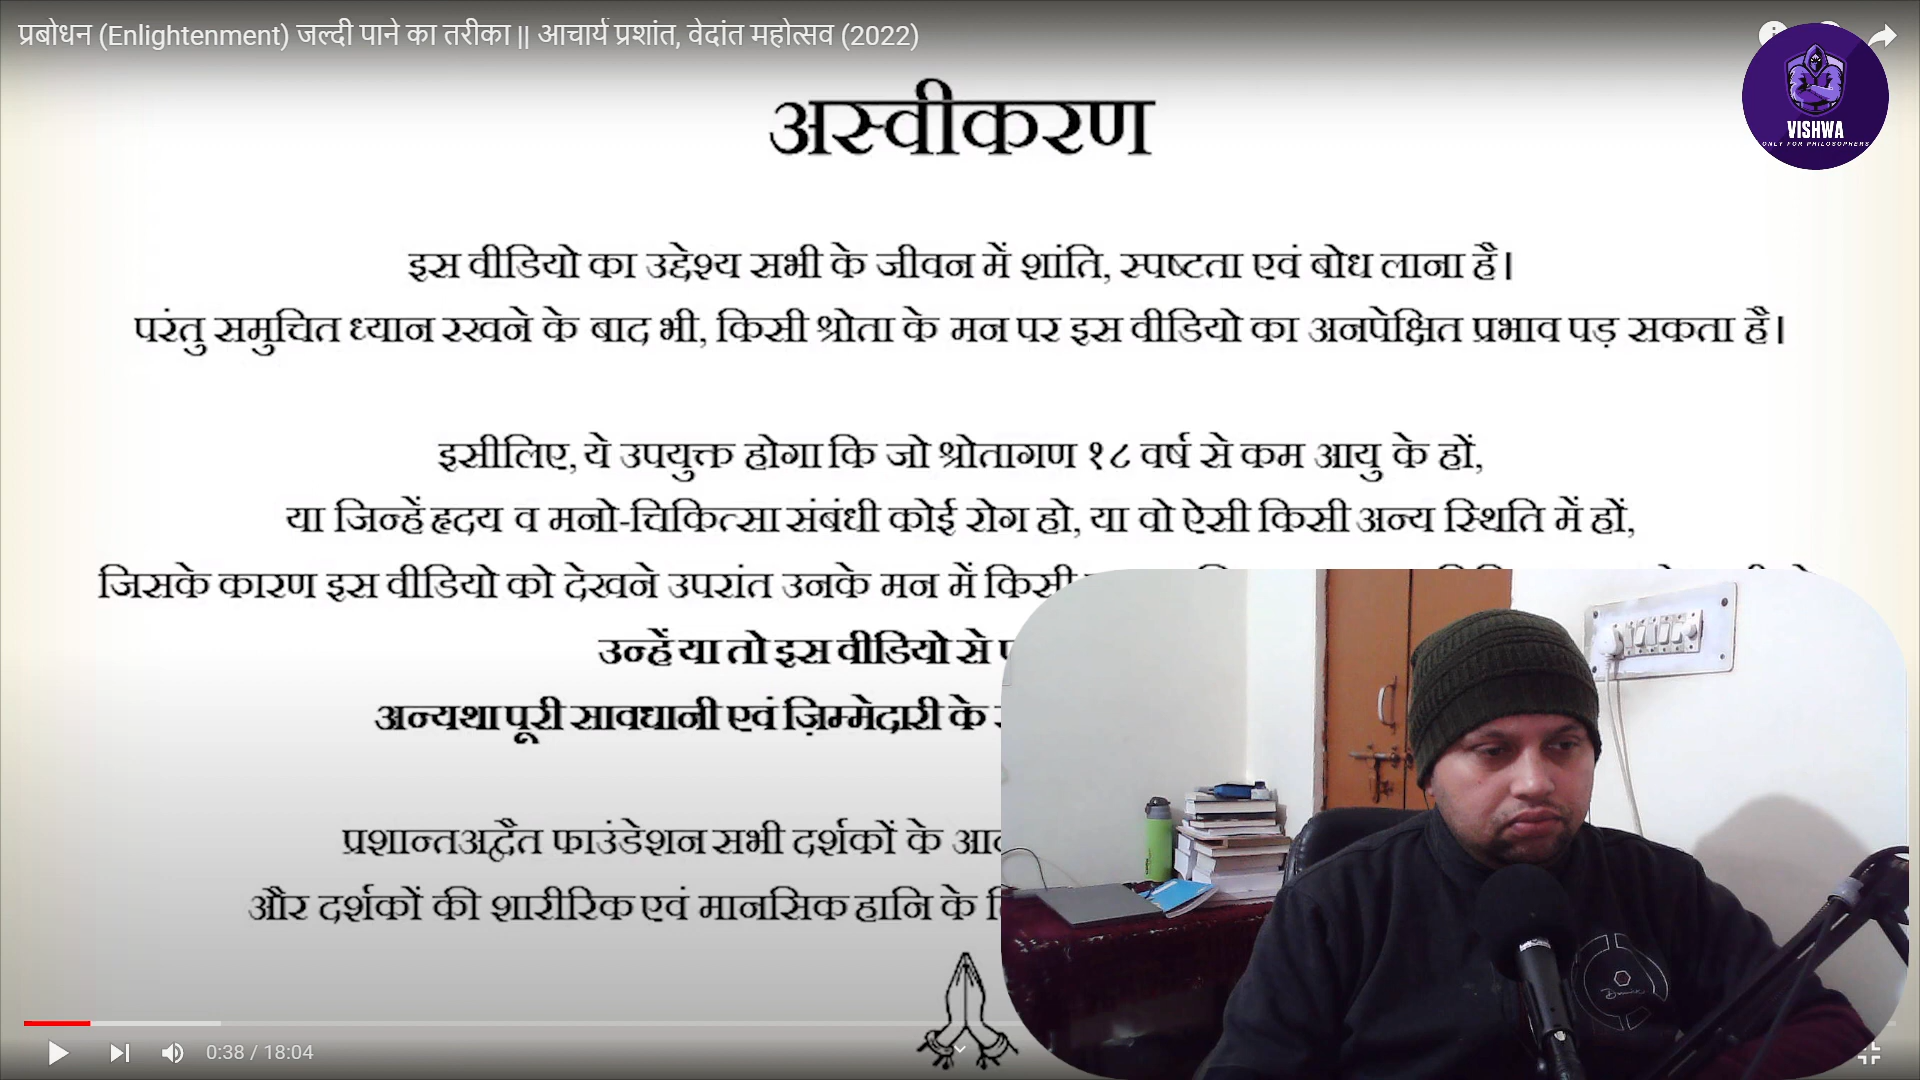 प्रबोधन (Enlightenment) जल्दी पाने का तरीका || आचार्य प्रशांत, वेदांत महोत्सव (2022)
VISHWA
ONLY FOR PHILOSOPHERS
अस्वीकरण
इस वीडियो का उद्देश्य सभी के जीवन में शांति, स्पष्टता एवं बोध लाना है।
परंतु समुचित ध्यान रखने के बाद भी, किसी श्रोता के मन पर इस वीडियो का अनपेक्षित प्रभाव पड़ सकता है।
इसीलिए, ये उपयुक्त होगा कि जो श्रोतागण १८ वर्ष से कम आयु के हों,
या जिन्हें हृदय व मनो-चिकित्सा संबंधी कोई रोग हो, या वो ऐसी किसी अन्य स्थिति में हों,
जिसके कारण इस वीडियो को देखने उपरांत उनके मन में किसी
उन्हें या तो इस वीडियो से
अन्यथा पूरी सावधानी एवं ज़िम्मेदारी के
प्रशान्तअद्वैत फाउंडेशन सभी दर्शकों के
और दर्शकों की शारीरिक एवं मानसिक हानि के
0:38 / 18:04